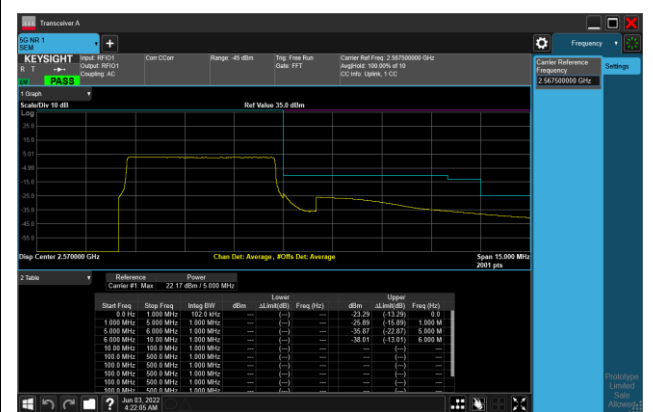 Transceiver A
5G NR 1
SEM
Frequency
KEYSIGHT
R T
PASS
Input: RFIO1
Output: RFIO1
Coupling: AC
Corr CCorr
Range: -45 dBm
Trig: Free Run
Gate: FFT
Carrier Ref Freq: 2.567500000 GHz
Avg|Hold: 100.00% of 10
CC Info: Uplink, 1 CC
Carrier Reference
Frequency
2.567500000 GHz
Settings
1 Graph
Scale/Div 10 dB
Ref Value 35.0 dBm
Log
25.0
15.0
5.01
-4.99
-15.0
-25.0
-35.0
-45.0
-55.0
Disp Center 2.570000 GHz
Chan Det: Average , #Offs Det: Average
Span 15.000 MHz
2001 pts
2 Table
Reference Power
Carrier #1 Max 22.17 dBm / 5.000 MHz
Lower Upper
Start Freq Stop Freq Integ BW dBm ΔLimit(dB) Freq (Hz) dBm ΔLimit(dB) Freq (Hz)
0.0 Hz 1.000 MHz 102.0 kHz --- (---) --- -23.29 (-13.29) 0.0
1.000 MHz 5.000 MHz 1.000 MHz --- (---) --- -25.89 (-15.89) 1.000 M
5.000 MHz 6.000 MHz 1.000 MHz --- (---) --- -35.87 (-22.87) 5.000 M
6.000 MHz 10.00 MHz 1.000 MHz --- (---) --- -38.01 (-13.01) 6.000 M
10.00 MHz 100.0 MHz 1.000 MHz --- (---) --- --- (---) ---
100.0 MHz 500.0 MHz 1.000 MHz --- (---) --- --- (---) ---
100.0 MHz 500.0 MHz 1.000 MHz --- (---) --- --- (---) ---
100.0 MHz 500.0 MHz 1.000 MHz --- (---) --- --- (---) ---
100.0 MHz 500.0 MHz 1.000 MHz --- (---) --- --- (---) ---
Jun 03, 2022
4:22:05 AM
Prototype
Limited
Sale
Allowed